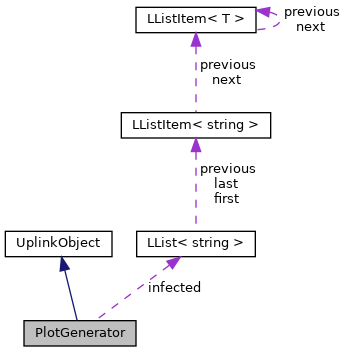 LListItem< T >
previous
next
previous
next
LListItem< string >
previous
last
first
UplinkObject
LList< string >
infected
PlotGenerator